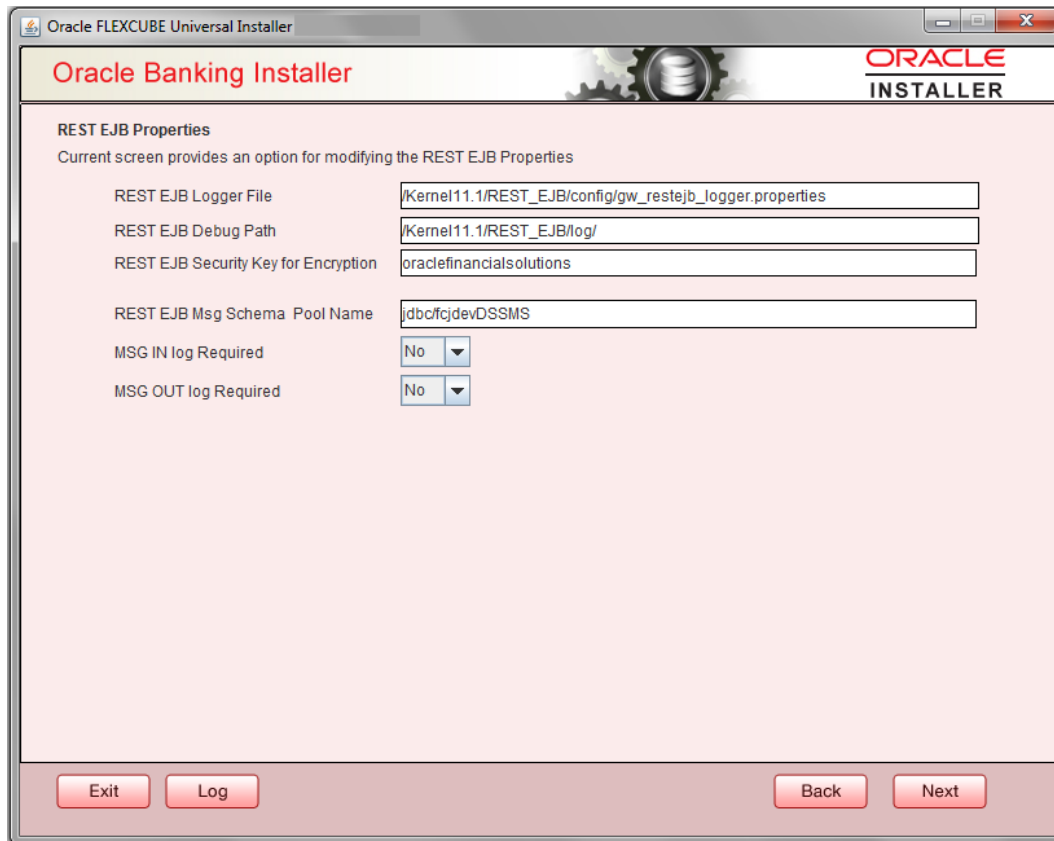 Oracle FLEXCUBE Universal Installer
Oracle Banking Installer
ORACLE
INSTALLER
REST EJB Properties
Current screen provides an option for modifying the REST EJB Properties
REST EJB Logger File /Kernel11.1/REST_EJB/config/gw_restejb_logger.properties
REST EJB Debug Path /Kernel11.1/REST_EJB/log/
REST EJB Security Key for Encryption oraclefinancialsolutions
REST EJB Msg Schema Pool Name jdbc/fcjdevDSSMS
MSG IN log Required No
MSG OUT log Required No
Exit Log Back Next